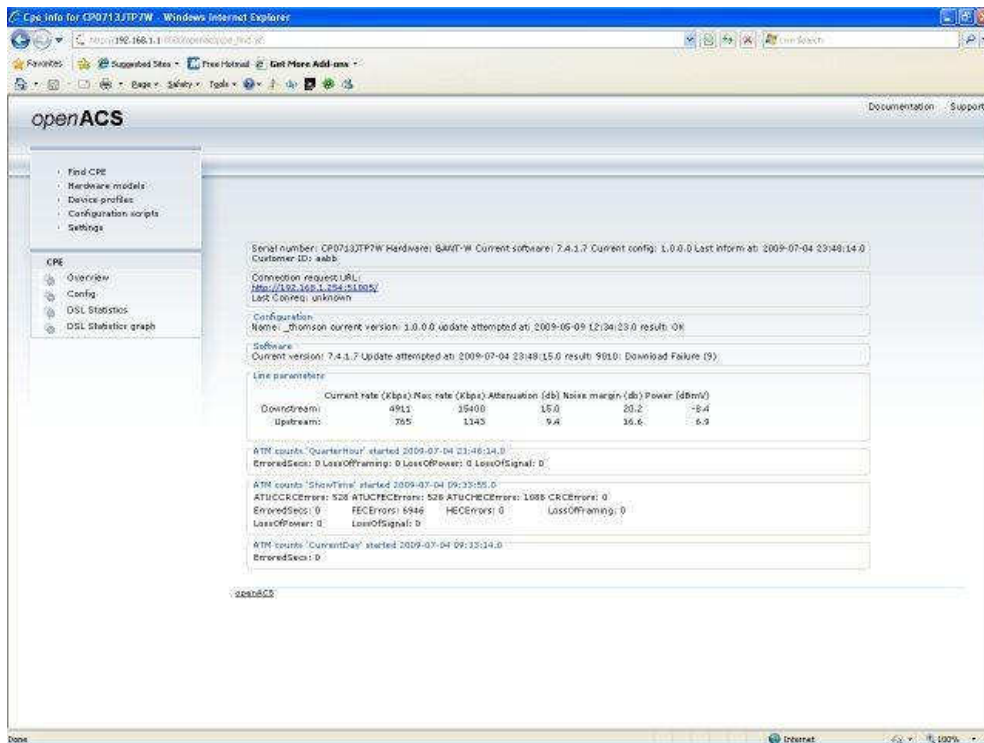 Cpe info for CP0713JTP7W - Windows Internet Explorer
192.168.1.1
Live Search
Favorites Suggested Sites Free Hotmail Get More Add-ons
Page Safety Tools
Documentation Support
openACS
Find CPE
Hardware models
Device profiles
Configuration scripts
Settings
CPE
Overview
Config
DSL Statistics
DSL Statistics graph
Serial number: CP0713JTP7W Hardware: BANT-W Current software: 7.4.1.7 Current config: 1.0.0.0 Last inform at: 2009-07-04 23:48:14.0
Customer ID: aabb
Connection request URL:
http://192.168.1.254:51005/
Last Conreq: unknown
Configuration
Name: _thomson current version: 1.0.0.0 update attempted at: 2009-05-09 12:34:23.0 result: OK
Software
Current version: 7.4.1.7 Update attempted at: 2009-07-04 23:48:15.0 result: 9010: Download Failure (9)
Line parameters
Current rate (Kbps) Max rate (Kbps) Attenuation (db) Noise margin (db) Power (dBmV)
Downstream: 4911 15400 15.0 20.2 -8.4
Upstream: 765 1143 9.4 16.6 6.9
ATM counts 'QuarterHour' started 2009-07-04 21:46:14.0
ErroredSecs: 0 LossOfFraming: 0 LossOfPower: 0 LossOfSignal: 0
ATM counts 'ShowTime' started 2009-07-04 09:33:55.0
ATUCCRCErrors: 528 ATUCFECErrors: 528 ATUCHECErrors: 1088 CRCErrors: 0
ErroredSecs: 0 FECErrors: 6946 HECErrors: 0 LossOfFraming: 0
LossOfPower: 0 LossOfSignal: 0
ATM counts 'CurrentDay' started 2009-07-04 09:33:14.0
ErroredSecs: 0
openACS
Done Internet 100%